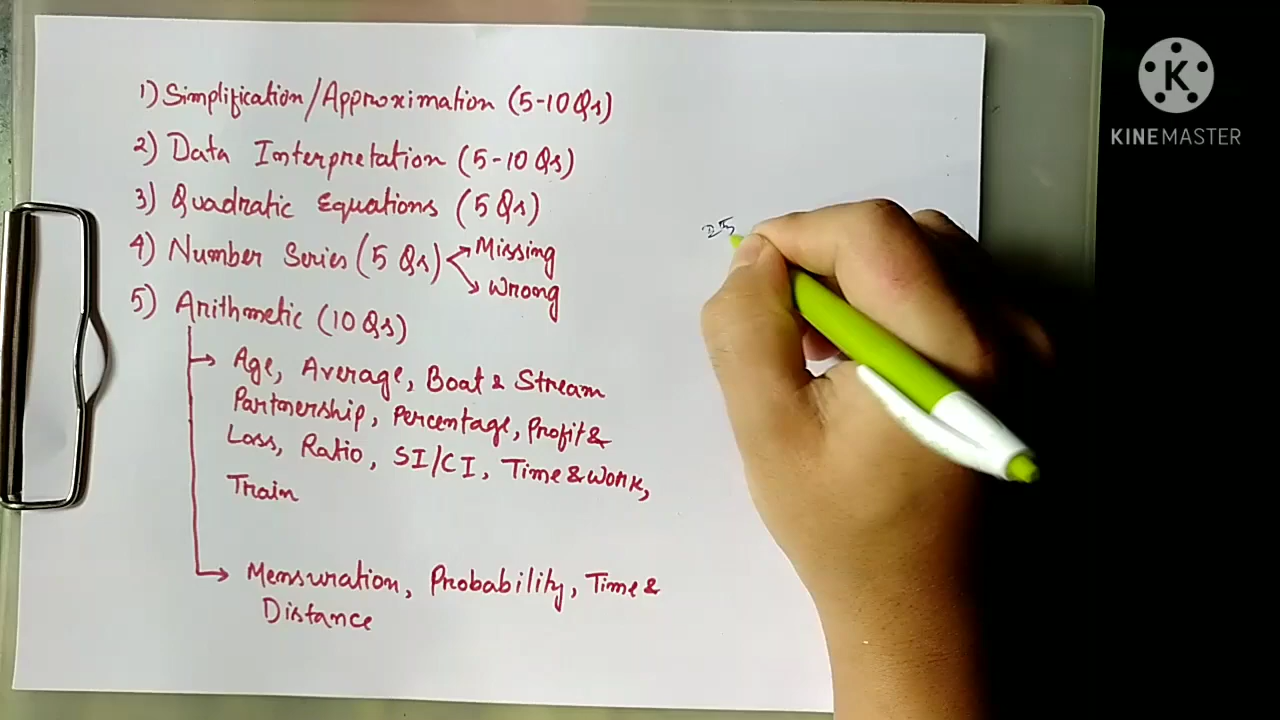 1) Simplification/Approximation (5-10 Qs)
2) Data Interpretation (5-10 Qs)
3) Quadratic Equations (5 Qs)
4) Number Series (5 Qs) Missing
Wrong
5) Arithmetic (10 Qs)
Age, Average, Boat & Stream
Partnership, Percentage, Profit &
Loss, Ratio, SI/CI, Time & Work,
Train
Mensuration, Probability, Time &
Distance
K
KINEMASTER